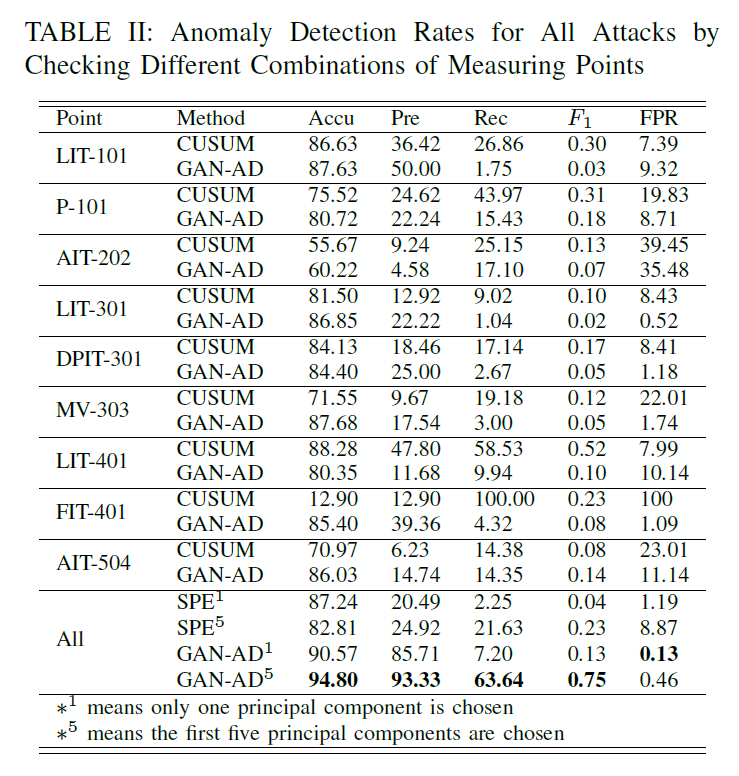 TABLE II: Anomaly Detection Rates for All Attacks by
Checking Different Combinations of Measuring Points
Point Method Accu Pre Rec F1 FPR
LIT-101 CUSUM 86.63 36.42 26.86 0.30 7.39
GAN-AD 87.63 50.00 1.75 0.03 9.32
P-101 CUSUM 75.52 24.62 43.97 0.31 19.83
GAN-AD 80.72 22.24 15.43 0.18 8.71
AIT-202 CUSUM 55.67 9.24 25.15 0.13 39.45
GAN-AD 60.22 4.58 17.10 0.07 35.48
LIT-301 CUSUM 81.50 12.92 9.02 0.10 8.43
GAN-AD 86.85 22.22 1.04 0.02 0.52
DPIT-301 CUSUM 84.13 18.46 17.14 0.17 8.41
GAN-AD 84.40 25.00 2.67 0.05 1.18
MV-303 CUSUM 71.55 9.67 19.18 0.12 22.01
GAN-AD 87.68 17.54 3.00 0.05 1.74
LIT-401 CUSUM 88.28 47.80 58.53 0.52 7.99
GAN-AD 80.35 11.68 9.94 0.10 10.14
FIT-401 CUSUM 12.90 12.90 100.00 0.23 100
GAN-AD 85.40 39.36 4.32 0.08 1.09
AIT-504 CUSUM 70.97 6.23 14.38 0.08 23.01
GAN-AD 86.03 14.74 14.35 0.14 11.14
All SPE¹ 87.24 20.49 2.25 0.04 1.19
SPE⁵ 82.81 24.92 21.63 0.23 8.87
GAN-AD¹ 90.57 85.71 7.20 0.13 0.13
GAN-AD⁵ 94.80 93.33 63.64 0.75 0.46
*¹ means only one principal component is chosen
*⁵ means the first five principal components are chosen